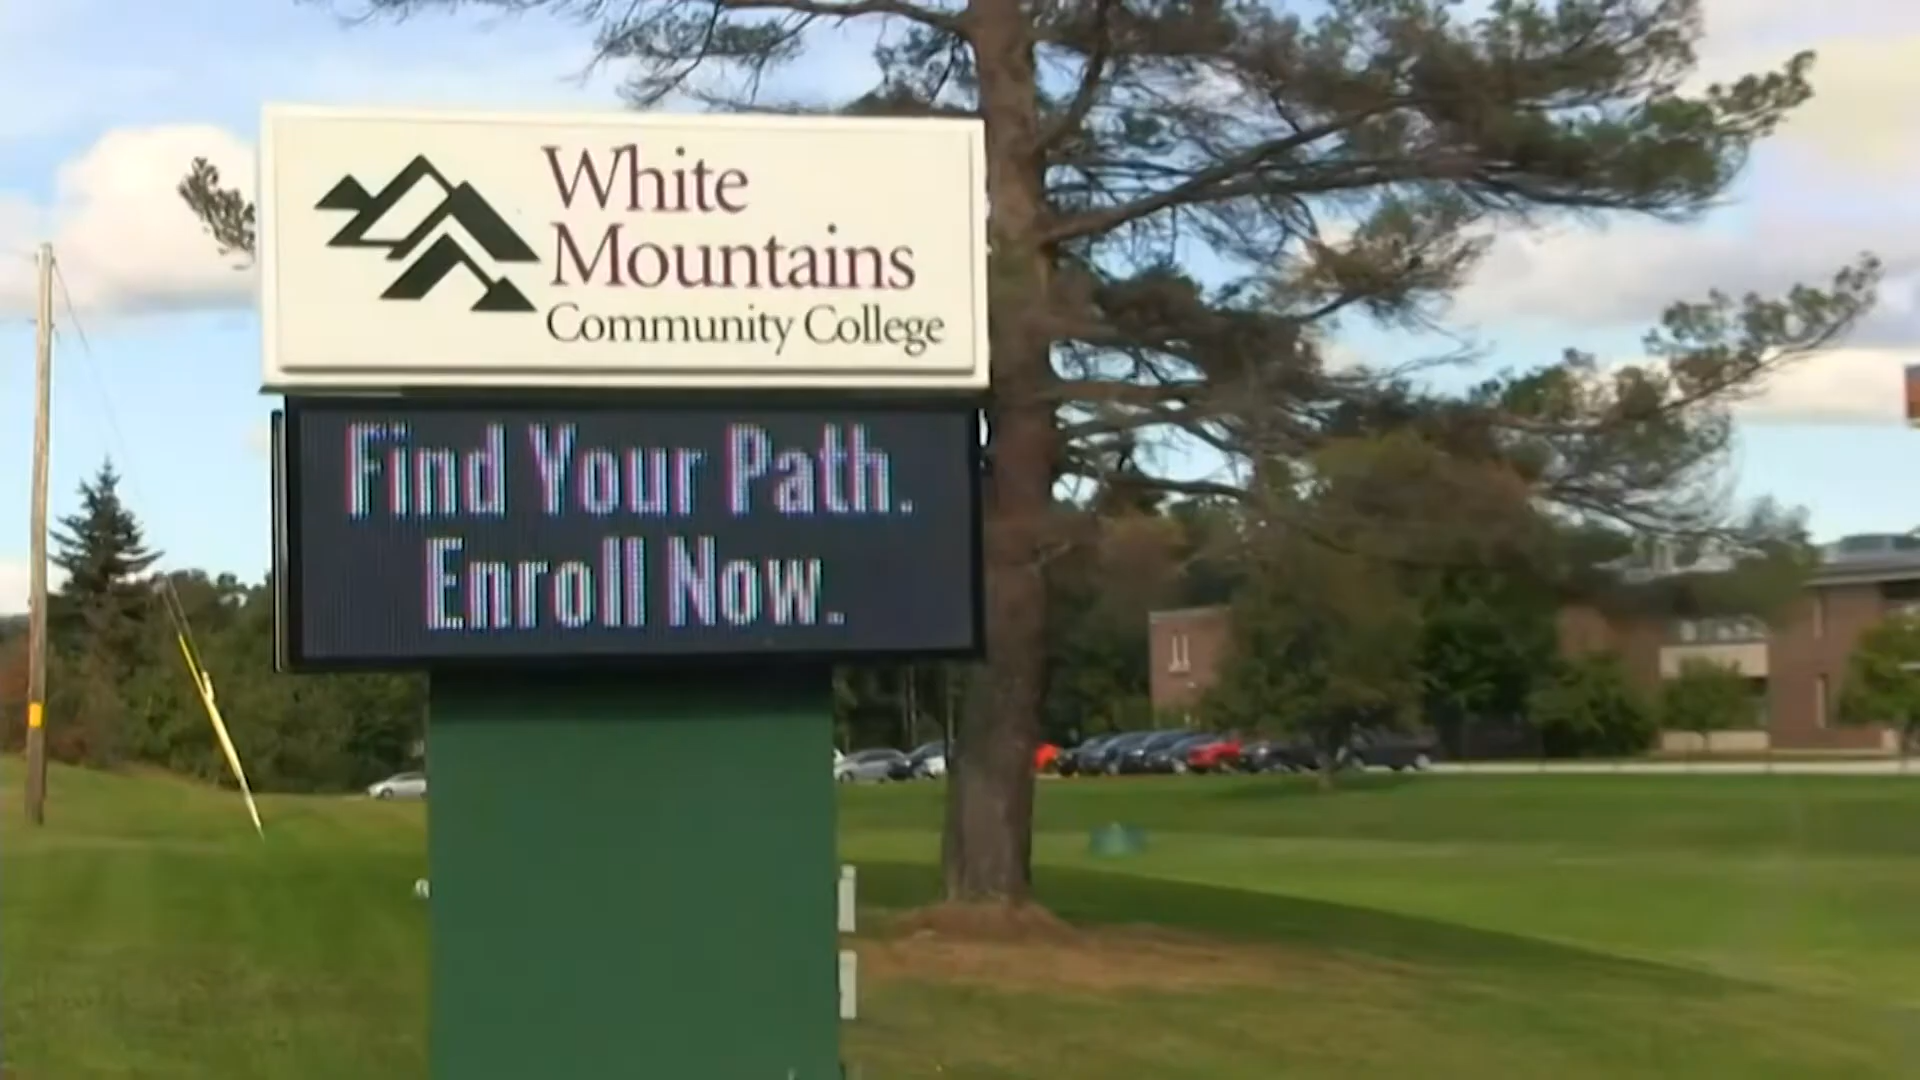 White
Mountains
Community College
Find Your Path.
Enroll Now.